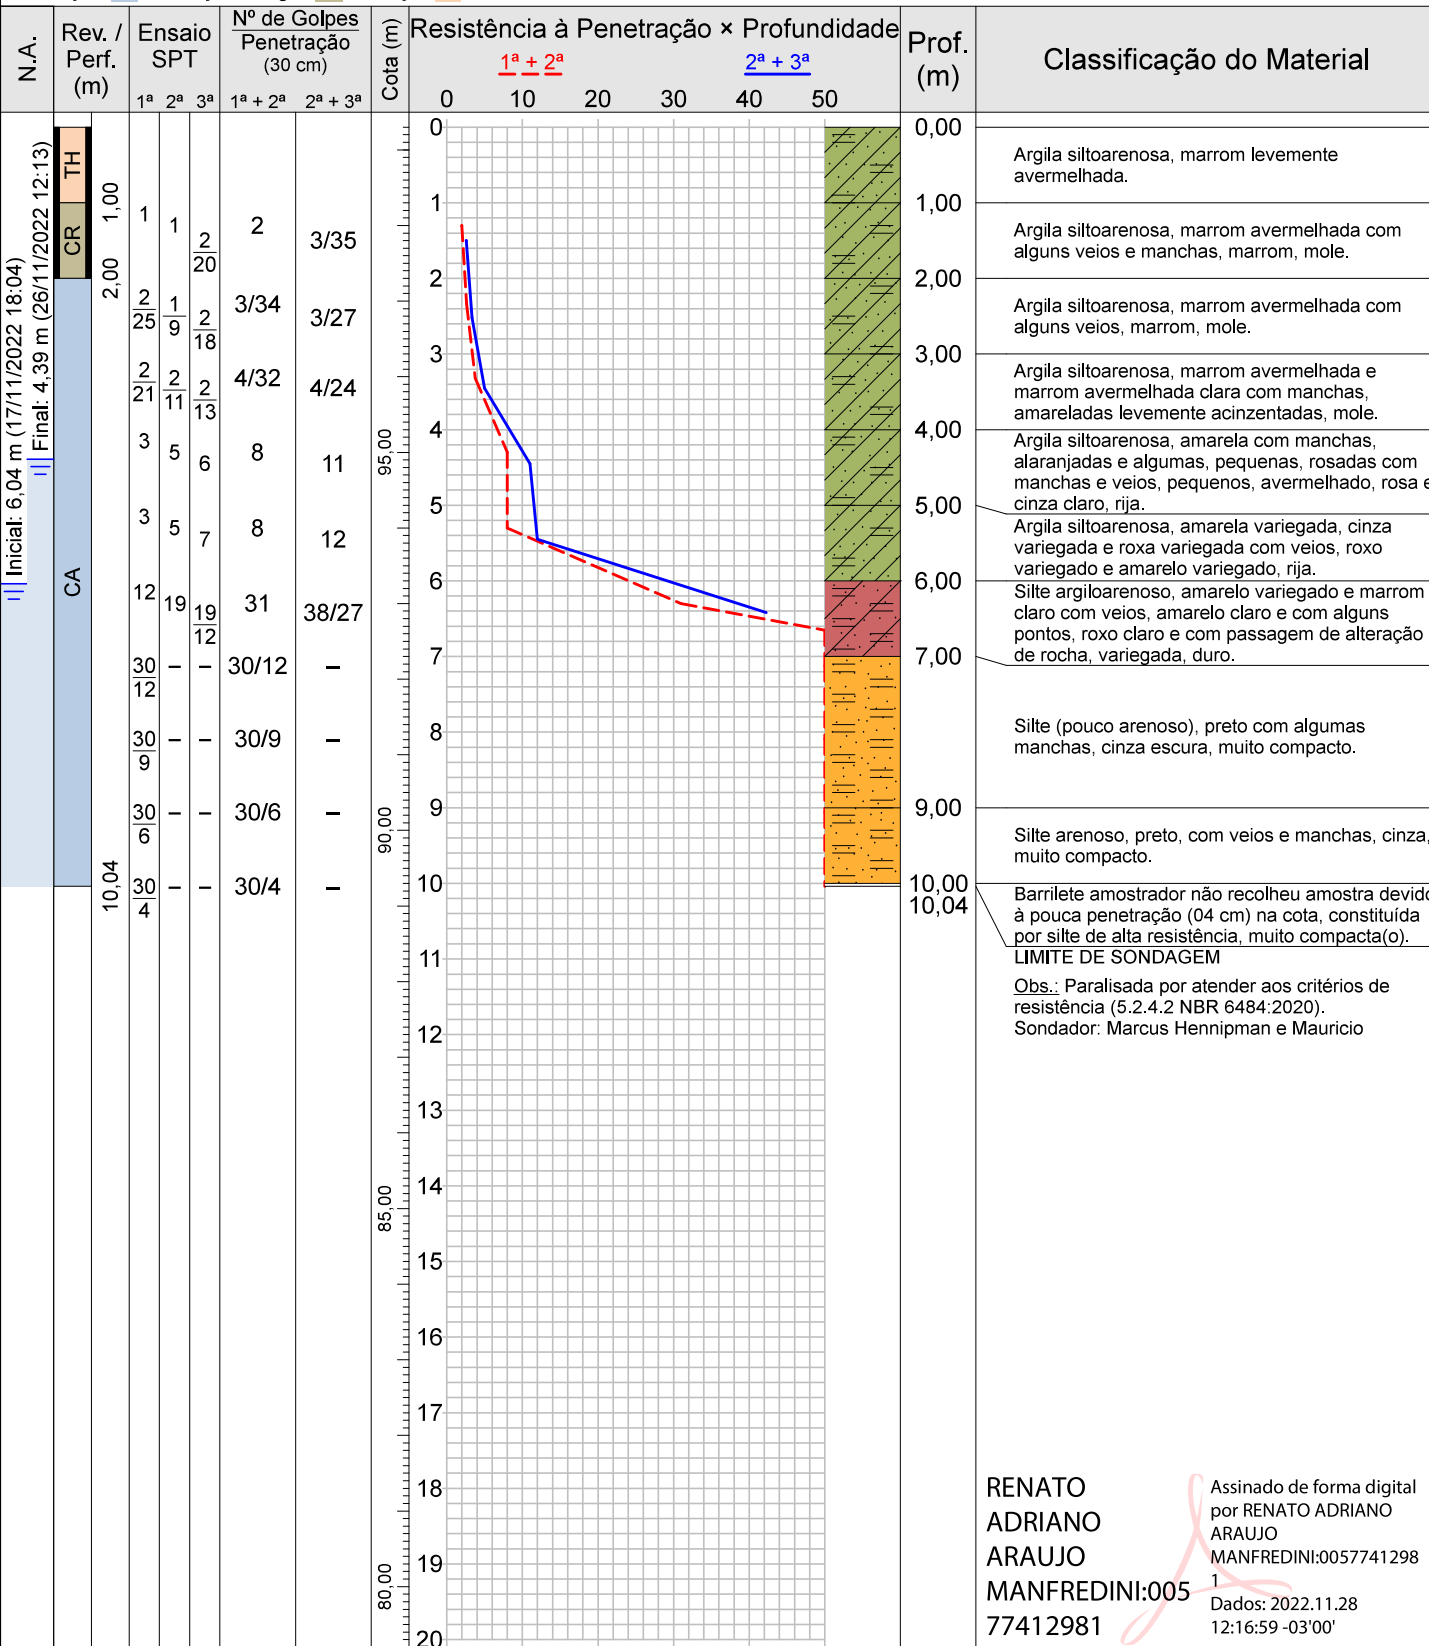 N.A.
Rev. /
Perf.
(m)
Ensaio
SPT
1ª 2ª 3ª
Nº de Golpes
Penetração
(30 cm)
1ª + 2ª 2ª + 3ª
Cota (m)
Resistência à Penetração × Profundidade
1ª + 2ª 2ª + 3ª
0 10 20 30 40 50
Prof.
(m)
Classificação do Material
Inicial: 6,04 m (17/11/2022 18:04)
Final: 4,39 m (26/11/2022 12:13)
TH
CR
CA
1,00
2,00
10,04
1 1 2/20 2 3/35
2/25 1/9 2/18 3/34 3/27
2/21 2/11 2/13 4/32 4/24
3 5 6 8 11
3 5 7 8 12
12 19 19/12 31 38/27
30/12 – – 30/12 –
30/9 – – 30/9 –
30/6 – – 30/6 –
30/4 – – 30/4 –
95,00
90,00
85,00
80,00
0
1
2
3
4
5
6
7
8
9
10
11
12
13
14
15
16
17
18
19
20
0,00
Argila siltoarenosa, marrom levemente
avermelhada.
1,00
Argila siltoarenosa, marrom avermelhada com
alguns veios e manchas, marrom, mole.
2,00
Argila siltoarenosa, marrom avermelhada com
alguns veios, marrom, mole.
3,00
Argila siltoarenosa, marrom avermelhada e
marrom avermelhada clara com manchas,
amareladas levemente acinzentadas, mole.
4,00
Argila siltoarenosa, amarela com manchas,
alaranjadas e algumas, pequenas, rosadas com
manchas e veios, pequenos, avermelhado, rosa e
cinza claro, rija.
5,00
Argila siltoarenosa, amarela variegada, cinza
variegada e roxa variegada com veios, roxo
variegado e amarelo variegado, rija.
6,00
Silte argiloarenoso, amarelo variegado e marrom
claro com veios, amarelo claro e com alguns
pontos, roxo claro e com passagem de alteração
de rocha, variegada, duro.
7,00
Silte (pouco arenoso), preto com algumas
manchas, cinza escura, muito compacto.
9,00
Silte arenoso, preto, com veios e manchas, cinza,
muito compacto.
10,00
10,04
Barrilete amostrador não recolheu amostra devido
à pouca penetração (04 cm) na cota, constituída
por silte de alta resistência, muito compacta(o).
LIMITE DE SONDAGEM
Obs.: Paralisada por atender aos critérios de
resistência (5.2.4.2 NBR 6484:2020).
Sondador: Marcus Hennipman e Mauricio
RENATO
ADRIANO
ARAUJO
MANFREDINI:005
77412981
Assinado de forma digital
por RENATO ADRIANO
ARAUJO
MANFREDINI:0057741298
1
Dados: 2022.11.28
12:16:59 -03'00'